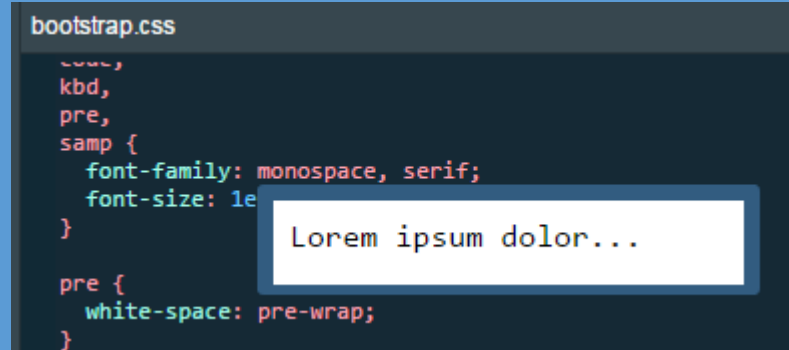 bootstrap.css
code,
kbd,
pre,
samp {
  font-family: monospace, serif;
  font-size: 1e
}
Lorem ipsum dolor...
pre {
  white-space: pre-wrap;
}